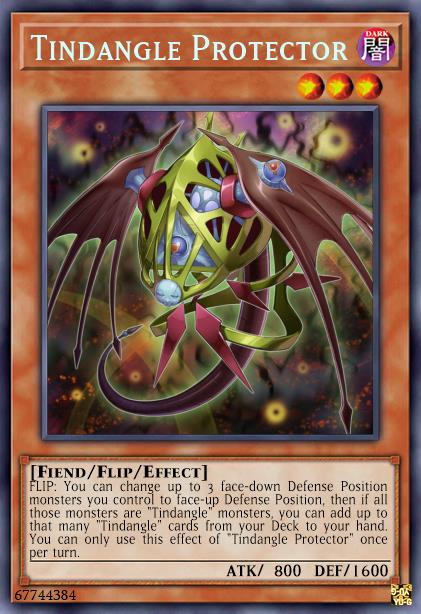 TINDANGLE PROTECTOR
DARK
闇
[FIEND/FLIP/EFFECT]
FLIP: You can change up to 3 face-down Defense Position
monsters you control to face-up Defense Position, then if all
those monsters are "Tindangle" monsters, you can add up to
that many "Tindangle" cards from your Deck to your hand.
You can only use this effect of "Tindangle Protector" once
per turn.
ATK/ 800 DEF/1600
67744384